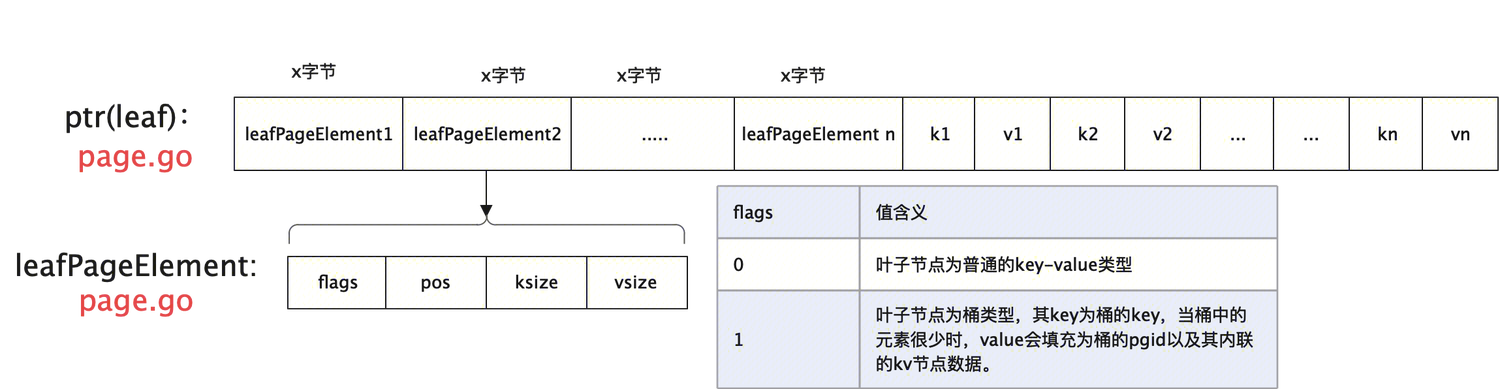 x字节 x字节 x字节 x字节
ptr(leaf)： leafPageElement1 leafPageElement2 ..... leafPageElement n k1 v1 k2 v2 ... ... kn vn
page.go
flags 值含义
leafPageElement: flags pos ksize vsize
page.go
0 叶子节点为普通的key-value类型
1 叶子节点为桶类型，其key为桶的key，当桶中的
元素很少时，value会填充为桶的pgid以及其内联
的kv节点数据。